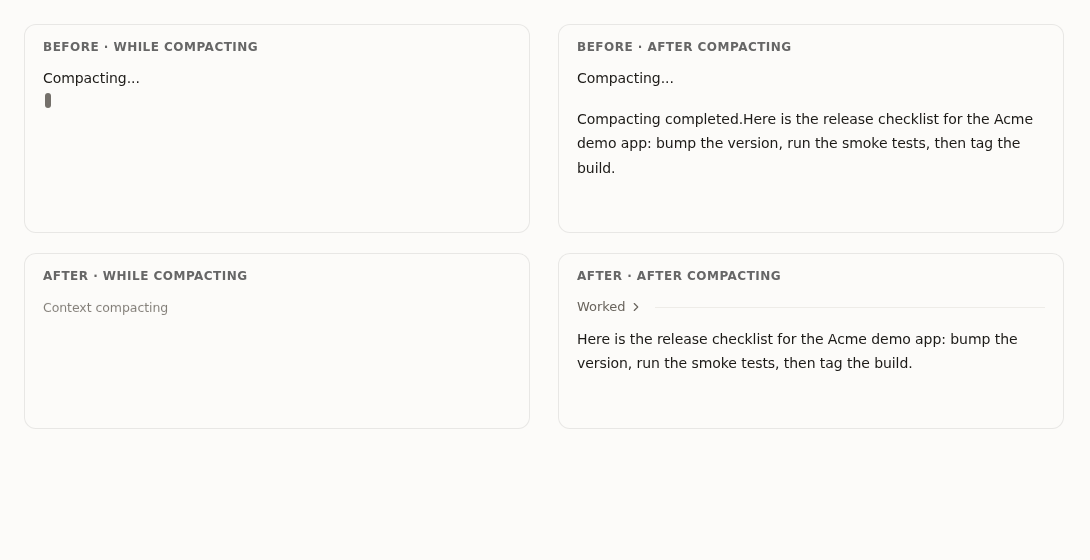 BEFORE · WHILE COMPACTING
Compacting...
BEFORE · AFTER COMPACTING
Compacting...
Compacting completed.Here is the release checklist for the Acme
demo app: bump the version, run the smoke tests, then tag the
build.
AFTER · WHILE COMPACTING
Context compacting
AFTER · AFTER COMPACTING
Worked
Here is the release checklist for the Acme demo app: bump the
version, run the smoke tests, then tag the build.